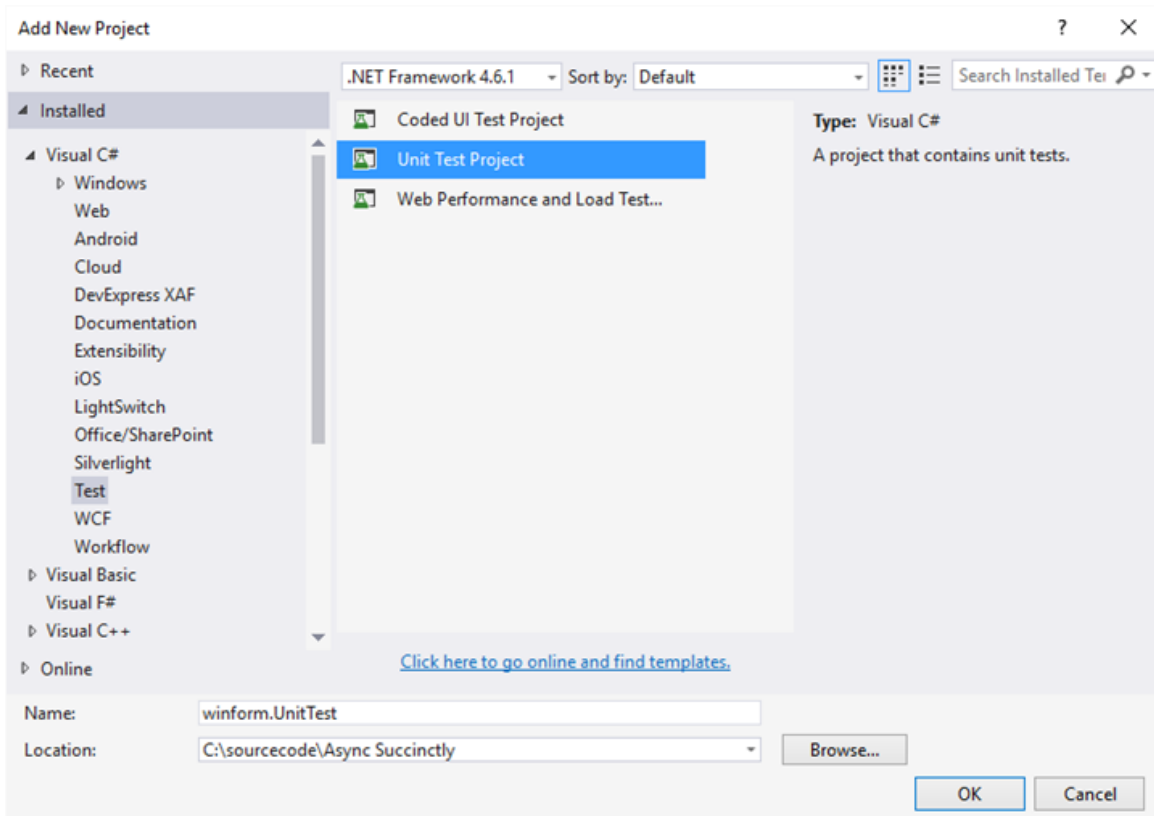 Add New Project
?
Recent
.NET Framework 4.6.1
Sort by: Default
Search Installed Te
Installed
Visual C#
Windows
Web
Android
Cloud
DevExpress XAF
Documentation
Extensibility
iOS
LightSwitch
Office/SharePoint
Silverlight
Test
WCF
Workflow
Visual Basic
Visual F#
Visual C++
Online
Coded UI Test Project
Unit Test Project
Web Performance and Load Test...
Type: Visual C#
A project that contains unit tests.
Click here to go online and find templates.
Name: winform.UnitTest
Location: C:\sourcecode\Async Succinctly
Browse...
OK
Cancel